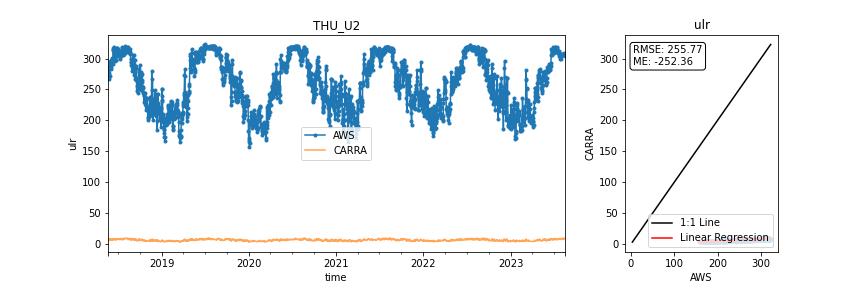 THU_U2
ulr
300
250
200
150
100
50
0
2019
2020
2021
2022
2023
time
AWS
CARRA
ulr
CARRA
RMSE: 255.77
ME: -252.36
300
250
200
150
100
50
0
1:1 Line
Linear Regression
0
100
200
300
AWS